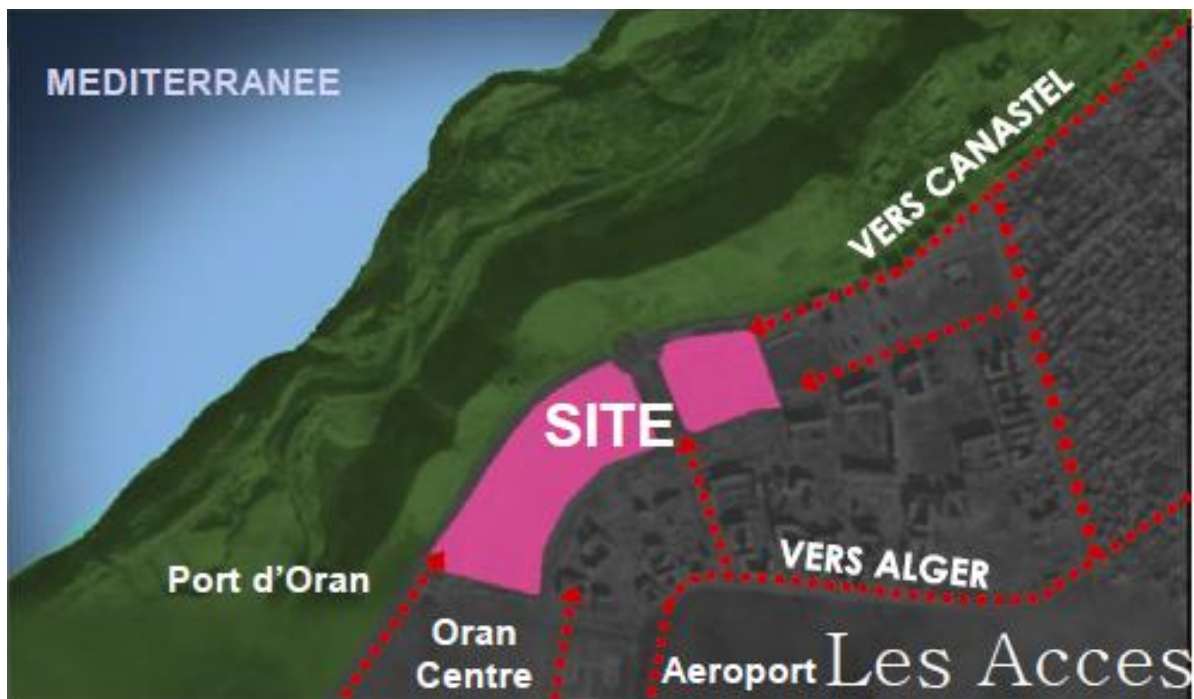 MEDITERRANEE
VERS CANASTEL
SITE
VERS ALGER
Port d'Oran
Oran
Centre
Aeroport
Les Acces